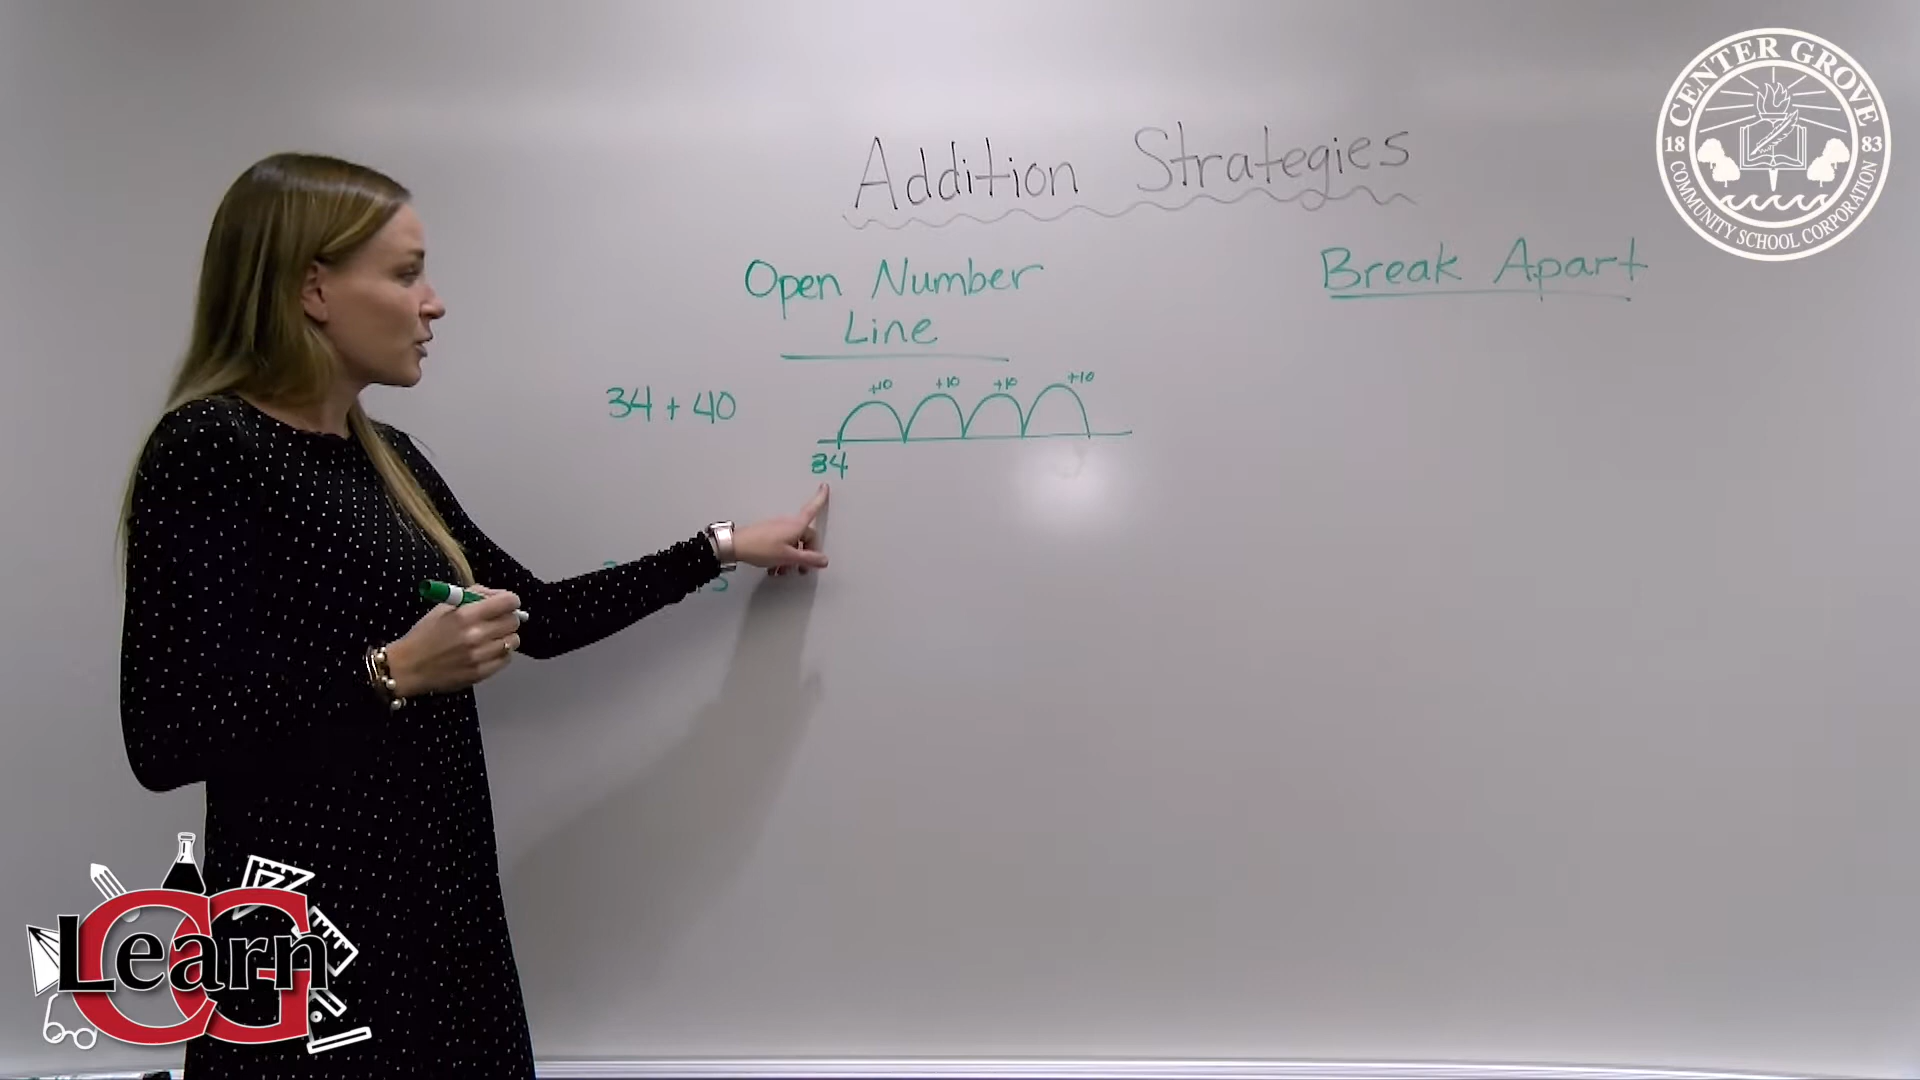 CENTER GROVE
18 83
COMMUNITY SCHOOL CORPORATION
Addition Strategies
Open Number
Line
Break Apart
34 + 40
+10 +10 +10 +10
34
CG
Learn